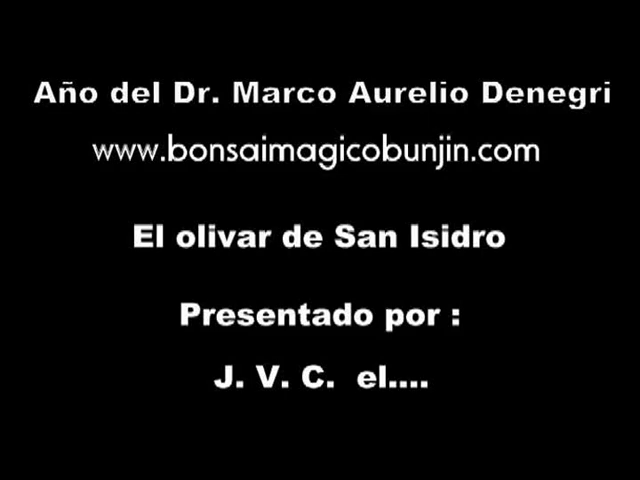 Año del Dr. Marco Aurelio Denegri
www.bonsaimagicobunjin.com
El olivar de San Isidro
Presentado por :
J. V. C.  el....